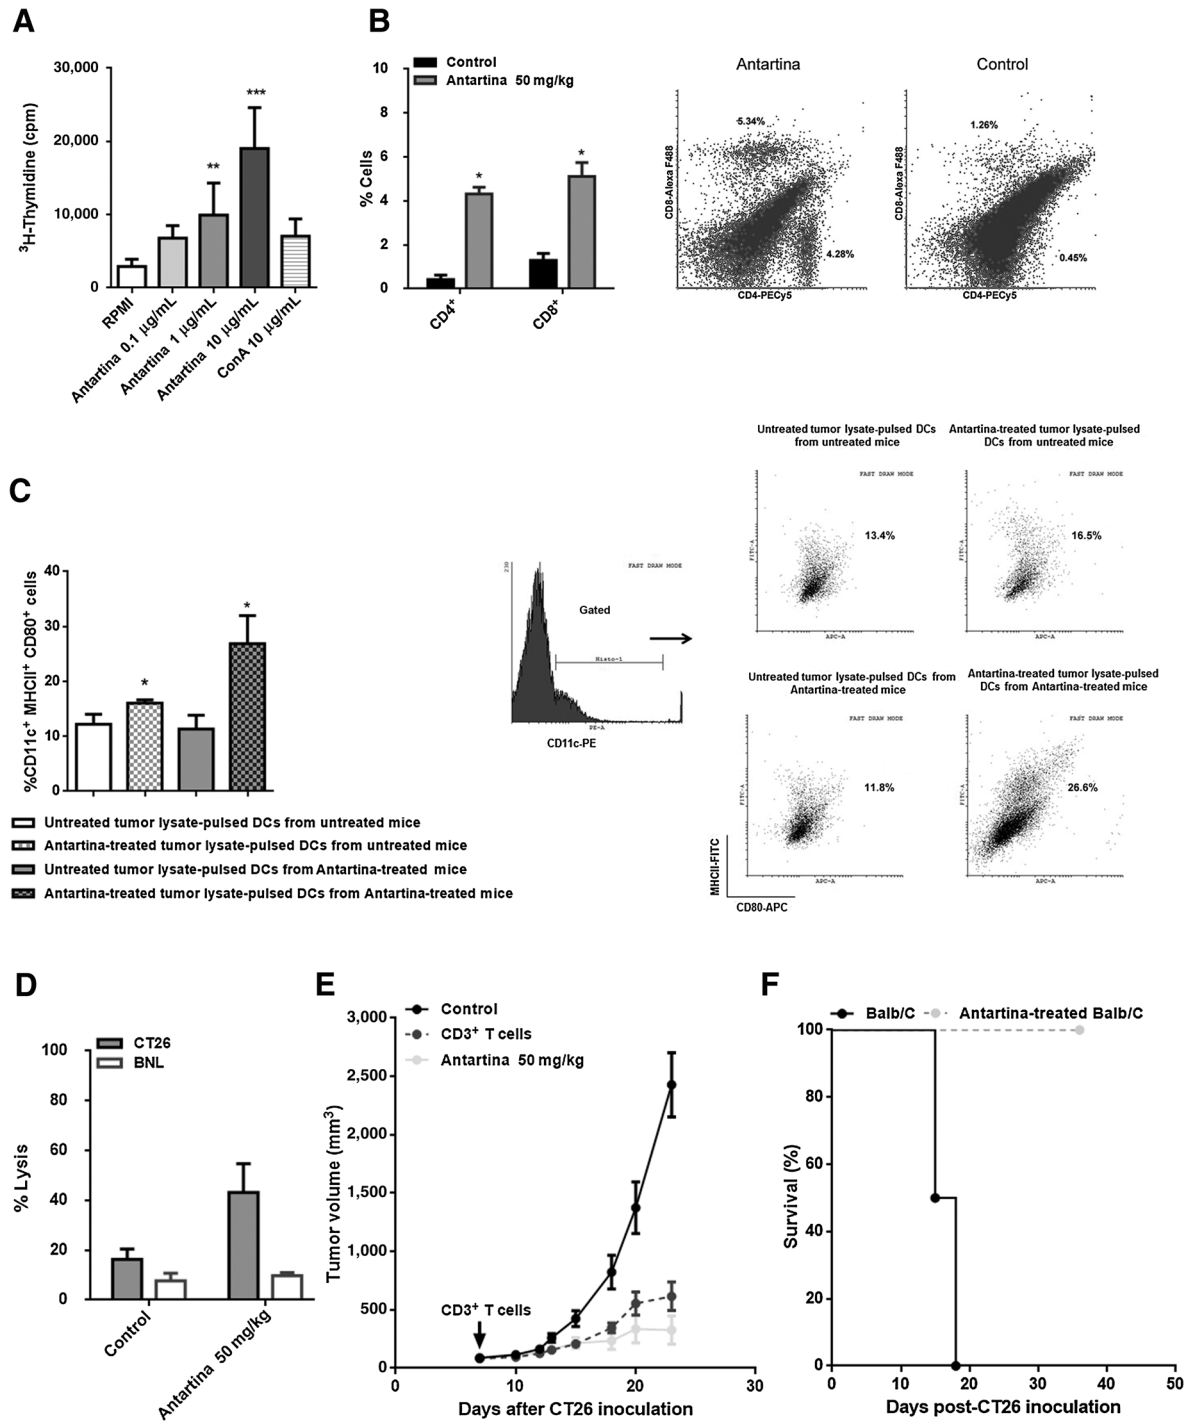 A
30,000
20,000
10,000
0
³H-Thymidine (cpm)
**
***
RPMI
Antartina 0.1 µg/mL
Antartina 1 µg/mL
Antartina 10 µg/mL
ConA 10 µg/mL
B
Control
Antartina 50 mg/kg
10
8
6
4
2
0
% Cells
*
*
CD4⁺
CD8⁺
Antartina
5.34%
4.28%
CD8-Alexa F488
CD4-PECy5
Control
1.26%
0.45%
CD8-Alexa F488
CD4-PECy5
C
40
30
20
10
0
%CD11c⁺ MHCII⁺ CD80⁺ cells
*
*
Untreated tumor lysate-pulsed DCs from untreated mice
Antartina-treated tumor lysate-pulsed DCs from untreated mice
Untreated tumor lysate-pulsed DCs from Antartina-treated mice
Antartina-treated tumor lysate-pulsed DCs from Antartina-treated mice
230
FAST DRAW MODE
Gated
Histo-1
PE-A
CD11c-PE
Untreated tumor lysate-pulsed DCs
from untreated mice
FAST DRAW MODE
13.4%
FITC-A
APC-A
Antartina-treated tumor lysate-pulsed
DCs from untreated mice
FAST DRAW MODE
16.5%
FITC-A
APC-A
Untreated tumor lysate-pulsed DCs from
Antartina-treated mice
FAST DRAW MODE
11.8%
FITC-A
APC-A
Antartina-treated tumor lysate-pulsed
DCs from Antartina-treated mice
FAST DRAW MODE
26.6%
FITC-A
APC-A
MHCII-FITC
CD80-APC
D
CT26
BNL
100
80
60
40
20
0
% Lysis
Control
Antartina 50 mg/kg
E
Control
CD3⁺ T cells
Antartina 50 mg/kg
3,000
2,500
2,000
1,500
1,000
500
0
Tumor volume (mm³)
CD3⁺ T cells
0 10 20 30
Days after CT26 inoculation
F
Balb/C
Antartina-treated Balb/C
100
80
60
40
20
0
Survival (%)
0 10 20 30 40 50
Days post-CT26 inoculation